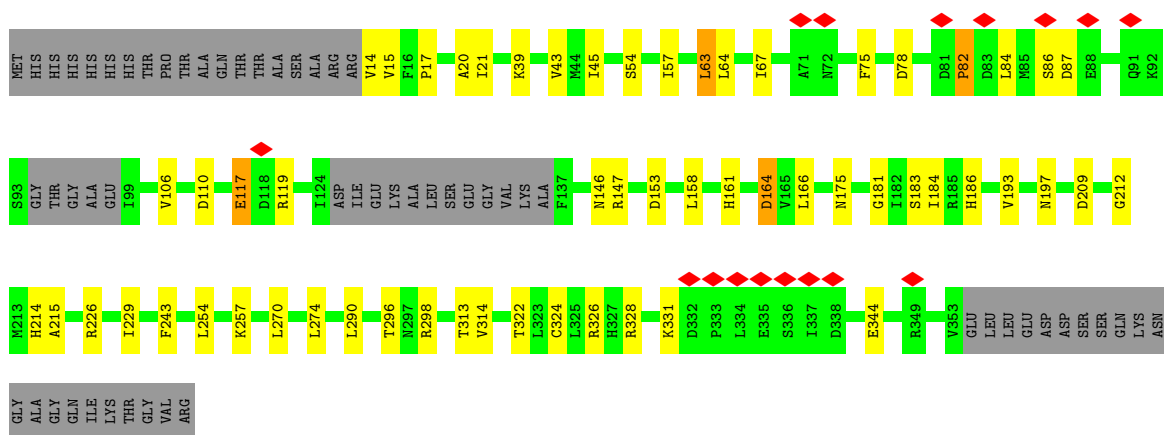 MET HIS HIS HIS HIS HIS HIS THR PRO THR ALA GLN THR THR ALA SER ALA ARG ARG V14 V15 F16 P17 A20 I21 K39 V43 M44 I45 S54 I57 L63 L64 I67 A71 N72 F75 D78 D81 P82 D83 L84 M85 S86 D87 E88 Q91 K92
S93 GLY THR GLY ALA GLU I99 V106 D110 E117 D118 R119 I124 ASP ILE GLU LYS ALA LEU SER GLU GLY VAL LYS ALA F137 N146 R147 D153 L158 H161 D164 V165 L166 N175 G181 I182 S183 I184 R185 H186 V193 N197 D209 G212
M213 H214 A215 R226 I229 F243 L254 K257 L270 L274 L290 T296 N297 R298 T313 V314 T322 L323 C324 L325 R326 H327 R328 K331 D332 P333 L334 E335 S336 I337 D338 E344 R349 V353 GLU LEU LEU GLU ASP ASP SER SER GLN LYS ASN
GLY ALA GLY GLN ILE LYS THR GLY VAL ARG